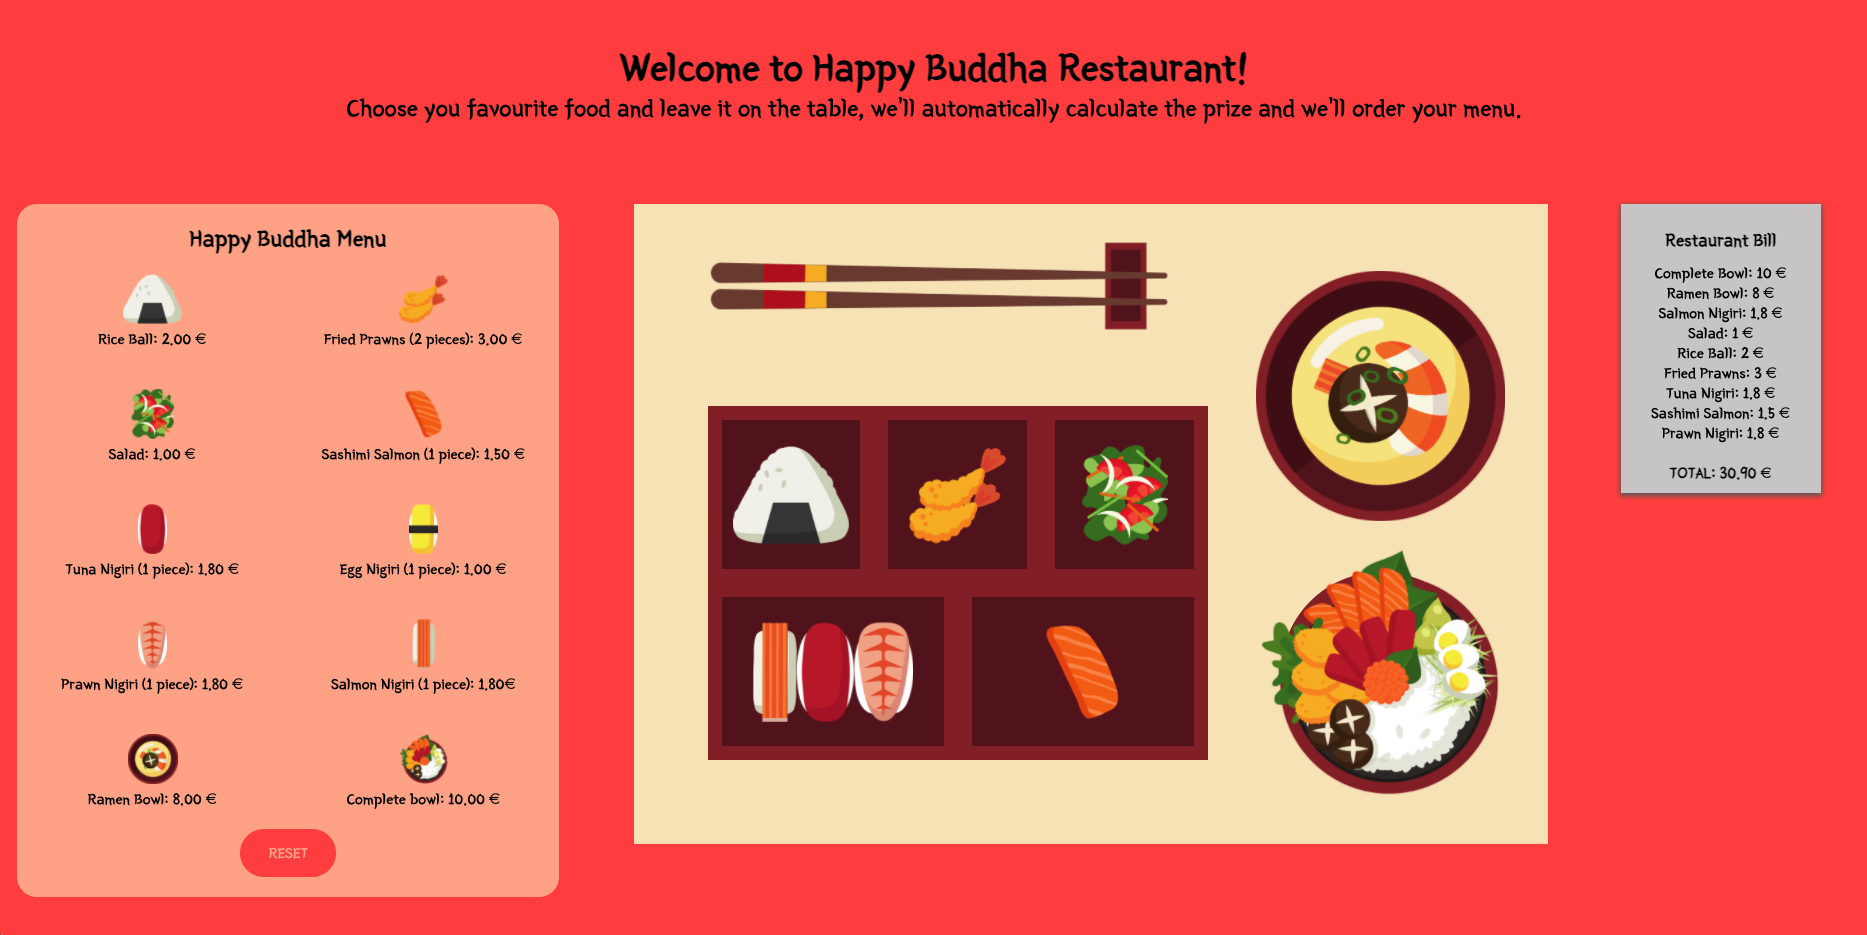 Welcome to Happy Buddha Restaurant!
Choose you favourite food and leave it on the table, we'll automatically calculate the prize and we'll order your menu.
Happy Buddha Menu
Rice Ball: 2,00 €
Fried Prawns (2 pieces): 3,00 €
Salad: 1,00 €
Sashimi Salmon (1 piece): 1,50 €
Tuna Nigiri (1 piece): 1,80 €
Egg Nigiri (1 piece): 1,00 €
Prawn Nigiri (1 piece): 1,80 €
Salmon Nigiri (1 piece): 1,80€
Ramen Bowl: 8,00 €
Complete bowl: 10,00 €
RESET
Restaurant Bill
Complete Bowl: 10 €
Ramen Bowl: 8 €
Salmon Nigiri: 1.8 €
Salad: 1 €
Rice Ball: 2 €
Fried Prawns: 3 €
Tuna Nigiri: 1.8 €
Sashimi Salmon: 1.5 €
Prawn Nigiri: 1.8 €
TOTAL: 30.90 €